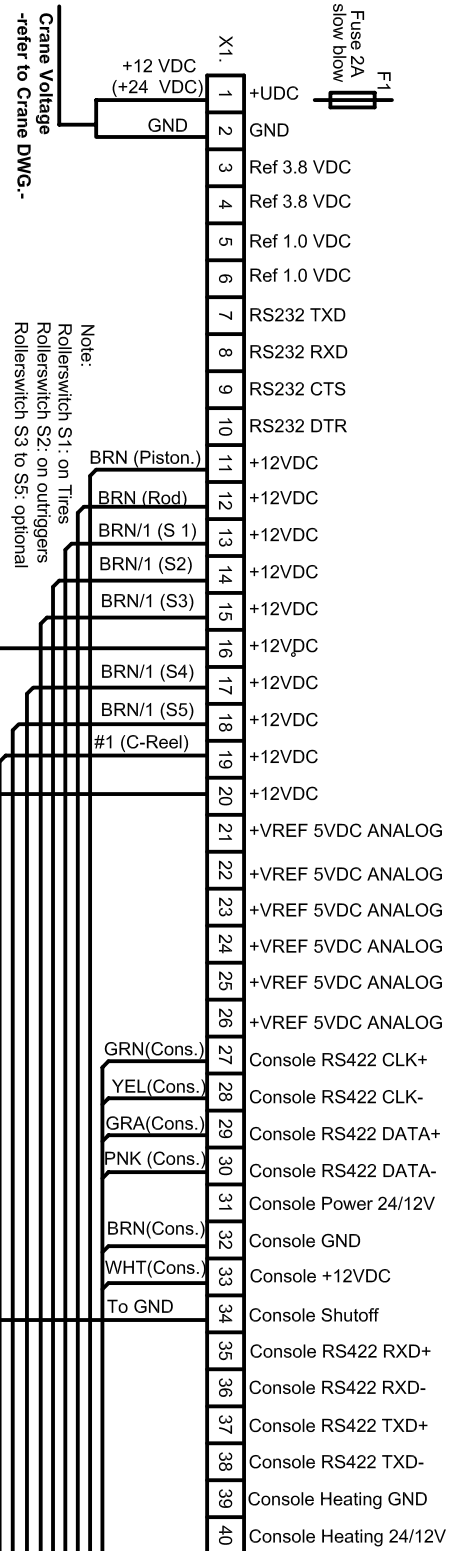 Fuse 2A
slow blow
F1
Crane Voltage
-refer to Crane DWG.-
X1.
+12 VDC
(+24 VDC)
1 +UDC
GND 2 GND
3 Ref 3.8 VDC
4 Ref 3.8 VDC
5 Ref 1.0 VDC
6 Ref 1.0 VDC
7 RS232 TXD
8 RS232 RXD
9 RS232 CTS
10 RS232 DTR
Note:
Rollerswitch S1: on Tires
Rollerswitch S2: on outriggers
Rollerswitch S3 to S5: optional
BRN (Piston.) 11 +12VDC
BRN (Rod) 12 +12VDC
BRN/1 (S 1) 13 +12VDC
BRN/1 (S2) 14 +12VDC
BRN/1 (S3) 15 +12VDC
16 +12VDC
BRN/1 (S4) 17 +12VDC
BRN/1 (S5) 18 +12VDC
#1 (C-Reel) 19 +12VDC
20 +12VDC
21 +VREF 5VDC ANALOG
22 +VREF 5VDC ANALOG
23 +VREF 5VDC ANALOG
24 +VREF 5VDC ANALOG
25 +VREF 5VDC ANALOG
26 +VREF 5VDC ANALOG
GRN(Cons.) 27 Console RS422 CLK+
YEL(Cons.) 28 Console RS422 CLK-
GRA(Cons.) 29 Console RS422 DATA+
PNK (Cons.) 30 Console RS422 DATA-
31 Console Power 24/12V
BRN(Cons.) 32 Console GND
WHT(Cons.) 33 Console +12VDC
To GND 34 Console Shutoff
35 Console RS422 RXD+
36 Console RS422 RXD-
37 Console RS422 TXD+
38 Console RS422 TXD-
39 Console Heating GND
40 Console Heating 24/12V